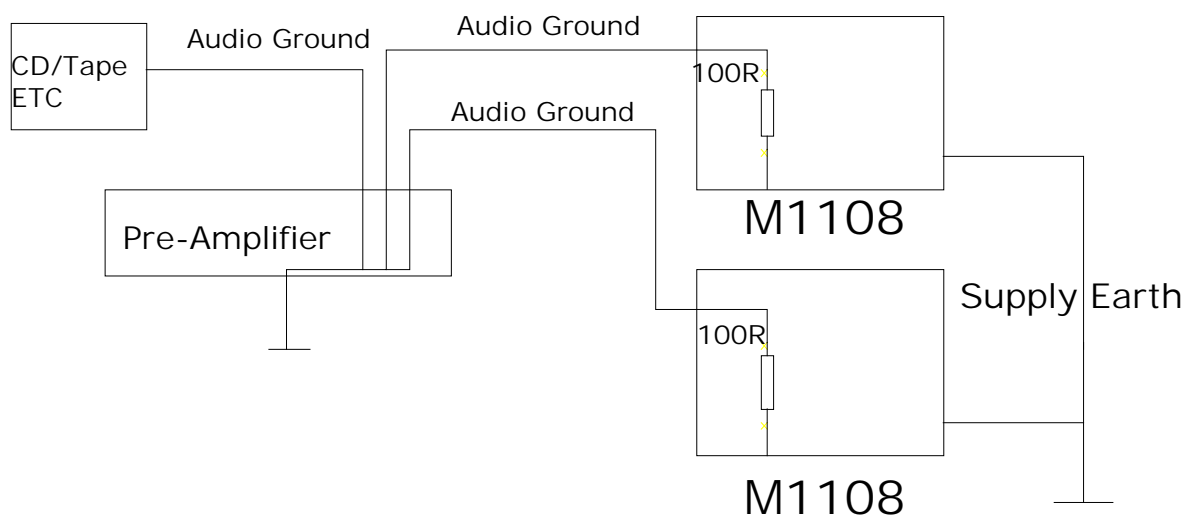 Audio Ground
Audio Ground
CD/Tape
ETC
100R
Audio Ground
M1108
Pre-Amplifier
Supply Earth
100R
M1108